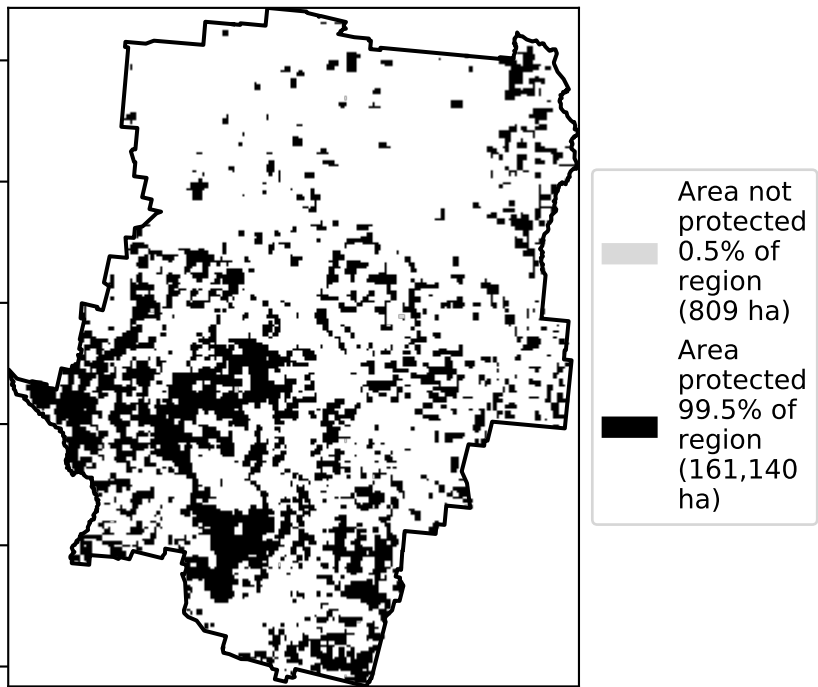 Area not
protected
0.5% of
region
(809 ha)
Area
protected
99.5% of
region
(161,140
ha)